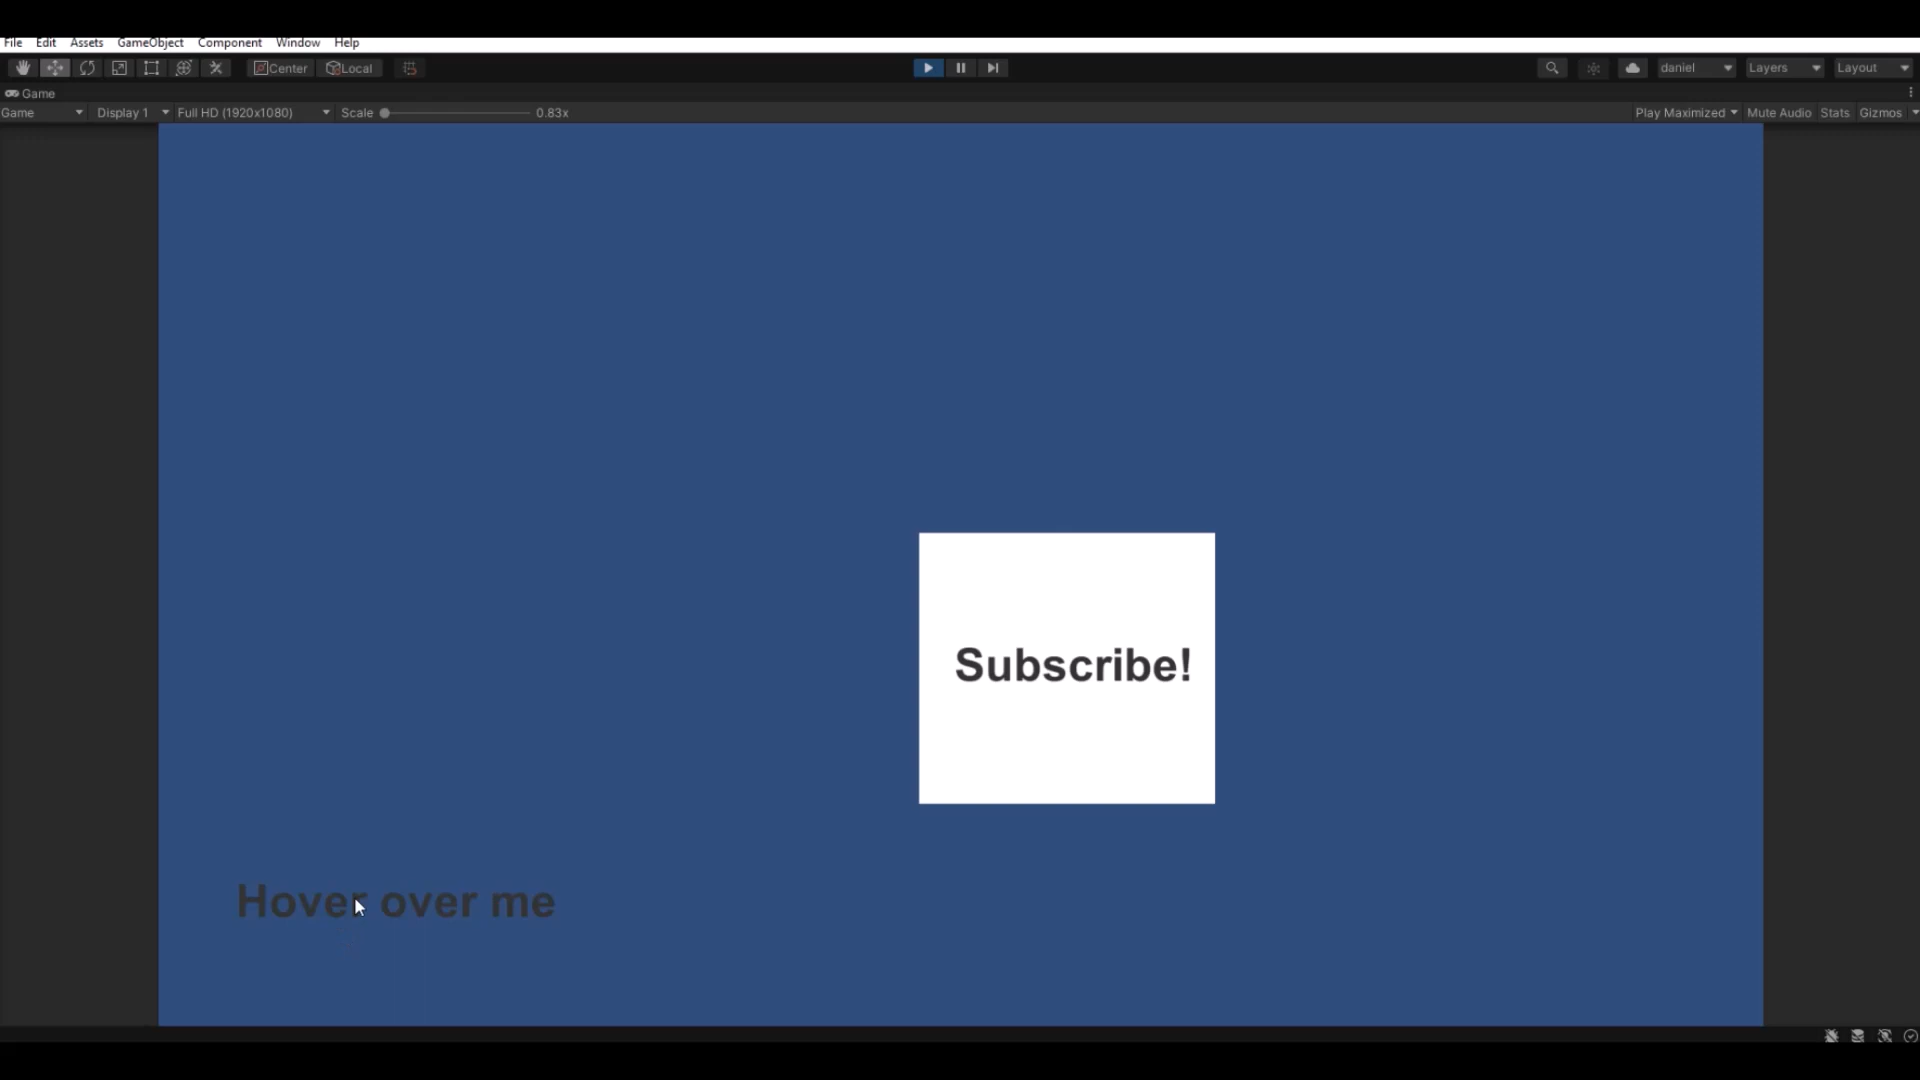 File Edit Assets GameObject Component Window Help
Center Local daniel Layers Layout
Game
Game Display 1 Full HD (1920x1080) Scale 0.83x Play Maximized Mute Audio Stats Gizmos
Subscribe!
Hover over me